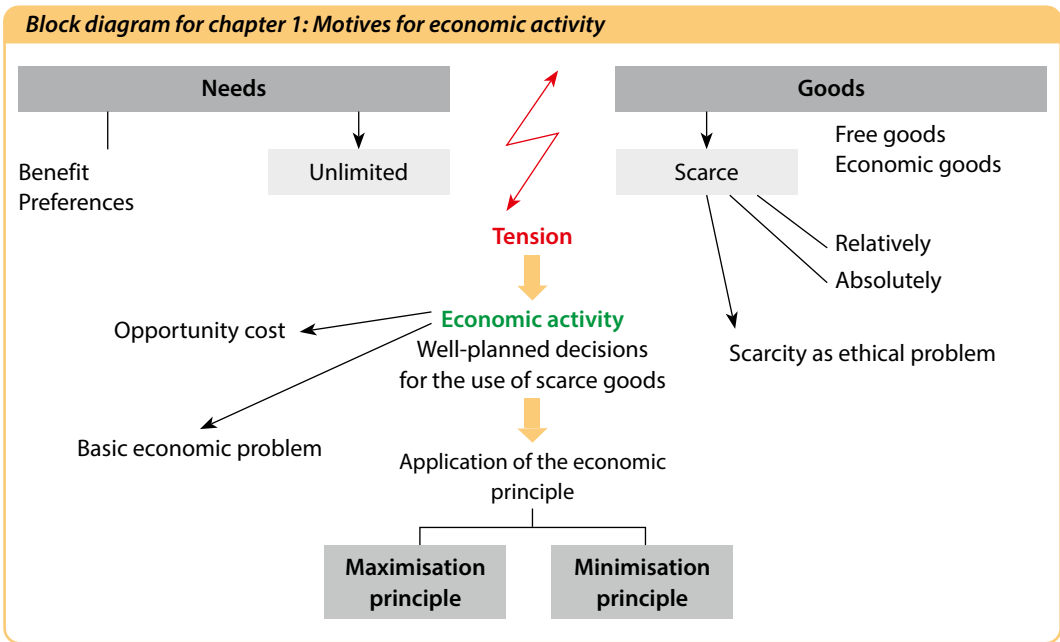 Block diagram for chapter 1: Motives for economic activity
Needs
Goods
Benefit
Preferences
Unlimited
Scarce
Free goods
Economic goods
Tension
Relatively
Absolutely
Opportunity cost
Economic activity
Well-planned decisions
for the use of scarce goods
Scarcity as ethical problem
Basic economic problem
Application of the economic
principle
Maximisation
principle
Minimisation
principle